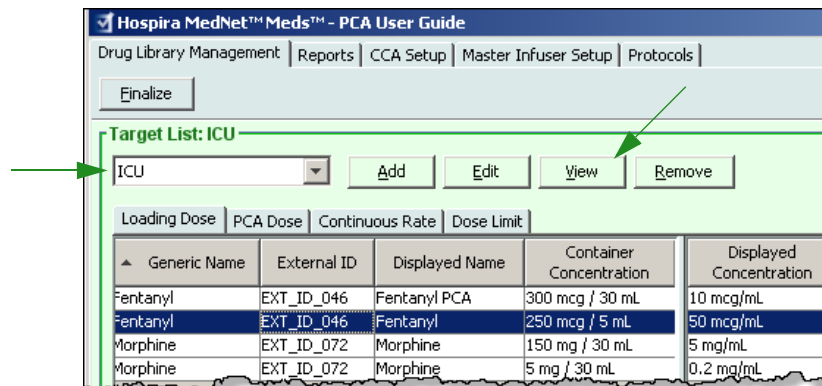 Hospira MedNet™ Meds™ - PCA User Guide
Drug Library Management Reports CCA Setup Master Infuser Setup Protocols
Finalize
Target List: ICU
ICU Add Edit View Remove
Loading Dose PCA Dose Continuous Rate Dose Limit
Generic Name External ID Displayed Name Container Concentration Displayed Concentration
Fentanyl EXT_ID_046 Fentanyl PCA 300 mcg / 30 mL 10 mcg/mL
Fentanyl EXT_ID_046 Fentanyl 250 mcg / 5 mL 50 mcg/mL
Morphine EXT_ID_072 Morphine 150 mg / 30 mL 5 mg/mL
Morphine EXT_ID_072 Morphine 5 mg / 30 mL 0.2 mg/mL